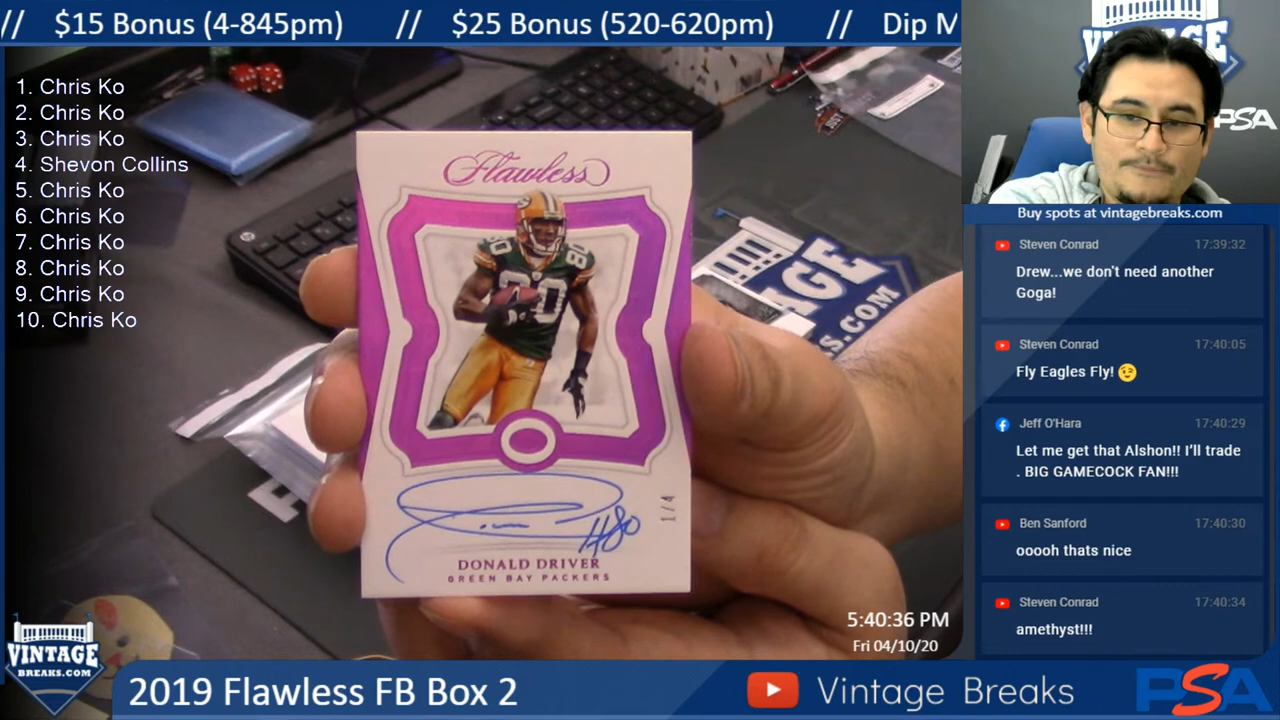 // $15 Bonus (4-845pm) // $25 Bonus (520-620pm) // Dip M
1. Chris Ko
2. Chris Ko
3. Chris Ko
4. Shevon Collins
5. Chris Ko
6. Chris Ko
7. Chris Ko
8. Chris Ko
9. Chris Ko
10. Chris Ko
Flawless
80
80
80
#80
1/4
DONALD DRIVER
GREEN BAY PACKERS
AGE
.COM
VINTAGE
PSA
Buy spots at vintagebreaks.com
Steven Conrad 17:39:32
Drew...we don't need another
Goga!
Steven Conrad 17:40:05
Fly Eagles Fly! 😉
Jeff O'Hara 17:40:29
Let me get that Alshon!! I'll trade
. BIG GAMECOCK FAN!!!
Ben Sanford 17:40:30
ooooh thats nice
Steven Conrad 17:40:34
amethyst!!!
5:40:36 PM
Fri 04/10/20
VINTAGE
BREAKS.COM
2019 Flawless FB Box 2
Vintage Breaks
PSA